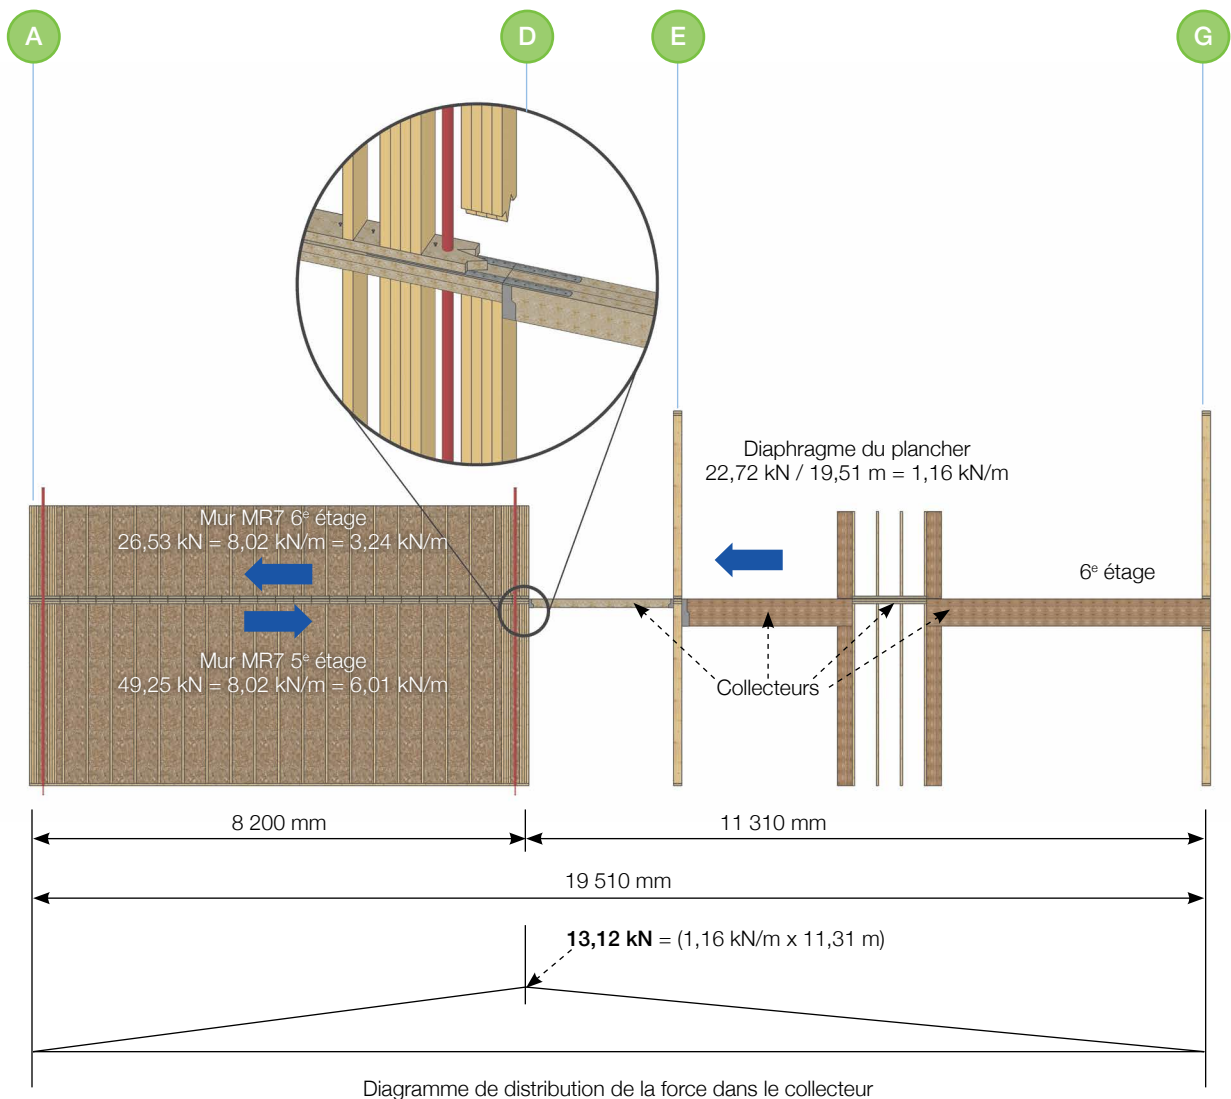 A
D
E
G
Diaphragme du plancher
22,72 kN / 19,51 m = 1,16 kN/m
Mur MR7 6e étage
26,53 kN = 8,02 kN/m = 3,24 kN/m
6e étage
Mur MR7 5e étage
49,25 kN = 8,02 kN/m = 6,01 kN/m
Collecteurs
8 200 mm
11 310 mm
19 510 mm
13,12 kN = (1,16 kN/m x 11,31 m)
Diagramme de distribution de la force dans le collecteur